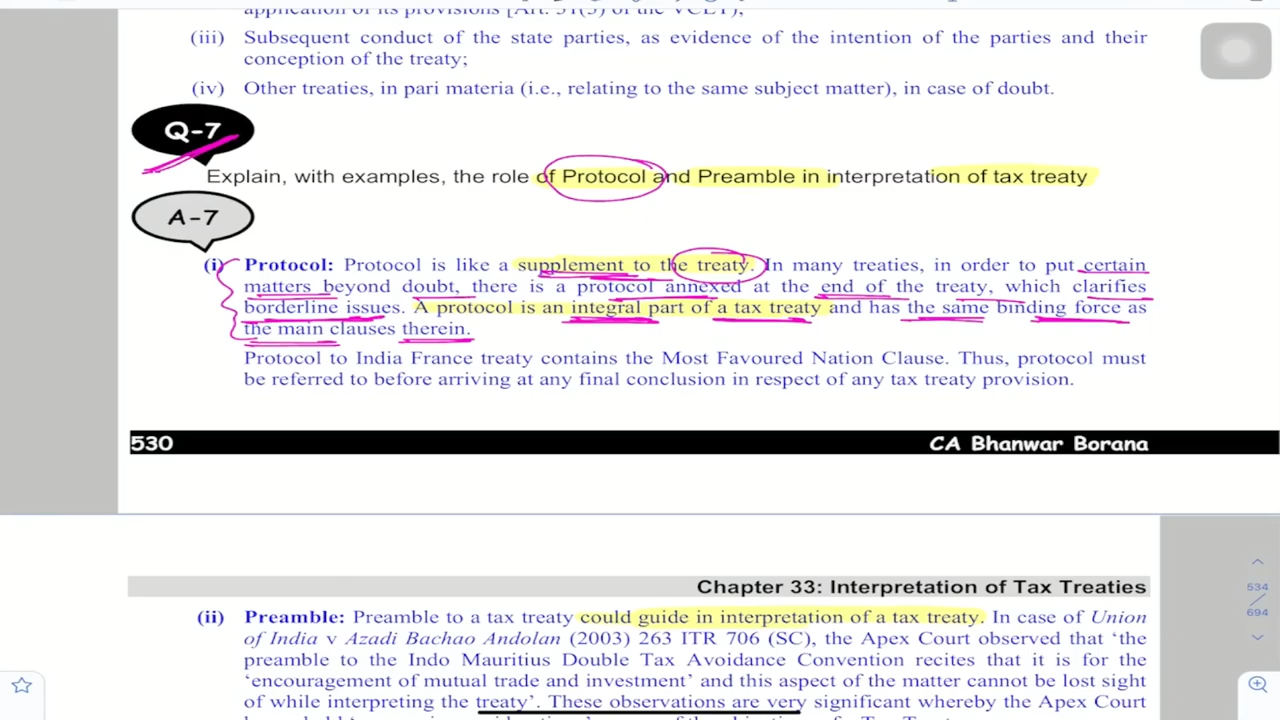 application of its provisions [Art. 31(3) of the VCLT];
(iii) Subsequent conduct of the state parties, as evidence of the intention of the parties and their
conception of the treaty;
(iv) Other treaties, in pari materia (i.e., relating to the same subject matter), in case of doubt.
Q-7
Explain, with examples, the role of Protocol and Preamble in interpretation of tax treaty
A-7
(i) Protocol: Protocol is like a supplement to the treaty. In many treaties, in order to put certain
matters beyond doubt, there is a protocol annexed at the end of the treaty, which clarifies
borderline issues. A protocol is an integral part of a tax treaty and has the same binding force as
the main clauses therein.
Protocol to India France treaty contains the Most Favoured Nation Clause. Thus, protocol must
be referred to before arriving at any final conclusion in respect of any tax treaty provision.
530 CA Bhanwar Borana
Chapter 33: Interpretation of Tax Treaties
534
694
(ii) Preamble: Preamble to a tax treaty could guide in interpretation of a tax treaty. In case of Union
of India v Azadi Bachao Andolan (2003) 263 ITR 706 (SC), the Apex Court observed that 'the
preamble to the Indo Mauritius Double Tax Avoidance Convention recites that it is for the
'encouragement of mutual trade and investment' and this aspect of the matter cannot be lost sight
of while interpreting the treaty'. These observations are very significant whereby the Apex Court